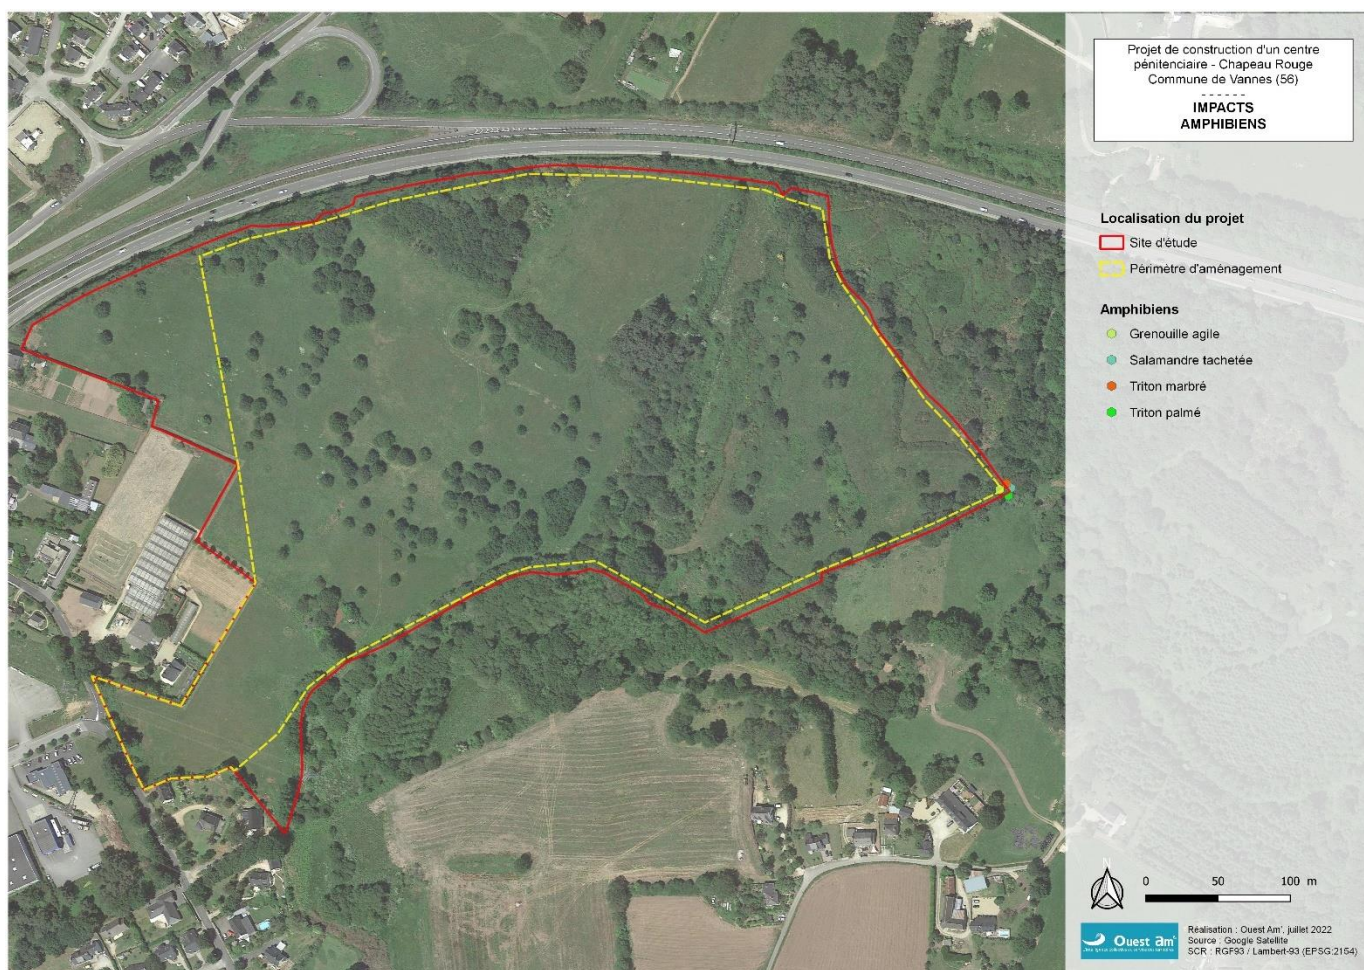 Projet de construction d'un centre
pénitenciaire - Chapeau Rouge
Commune de Vannes (56)
------
IMPACTS
AMPHIBIENS
Localisation du projet
Site d'étude
Périmètre d'aménagement
Amphibiens
Grenouille agile
Salamandre tachetée
Triton marbré
Triton palmé
N
0 50 100 m
Ouest am'
Réalisation : Ouest Am', juillet 2022
Source : Google Satellite
SCR : RGF93 / Lambert-93 (EPSG:2154)